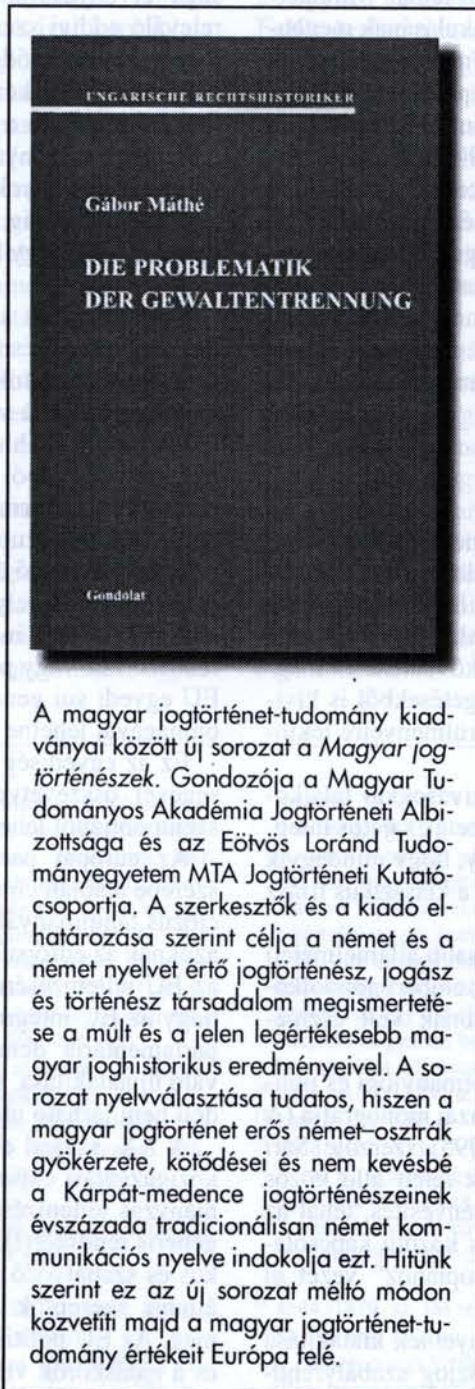 UNGARISCHE RECHTSHISTORIKER
Gábor Máthé
DIE PROBLEMATIK
DER GEWALTENTRENNUNG
Gondolat
A magyar jogtörténet-tudomány kiad-
ványai között új sorozat a Magyar jog-
történészek. Gondozója a Magyar Tu-
dományos Akadémia Jogtörténeti Albi-
zottsága és az Eötvös Loránd Tudo-
mányegyetem MTA Jogtörténeti Kutató-
csoportja. A szerkesztők és a kiadó el-
határozása szerint célja a német és a
német nyelvet értő jogtörténész, jogász
és történész társadalom megismerteté-
se a múlt és a jelen legértékesebb ma-
gyar joghistorikus eredményeivel. A so-
rozat nyelvválasztása tudatos, hiszen a
magyar jogtörténet erős német–osztrák
gyökérzete, kötődései és nem kevésbé
a Kárpát-medence jogtörténészeinek
évszázada tradicionálisan német kom-
munikációs nyelve indokolja ezt. Hitünk
szerint ez az új sorozat méltó módon
közvetíti majd a magyar jogtörténet-tu-
domány értékeit Európa felé.